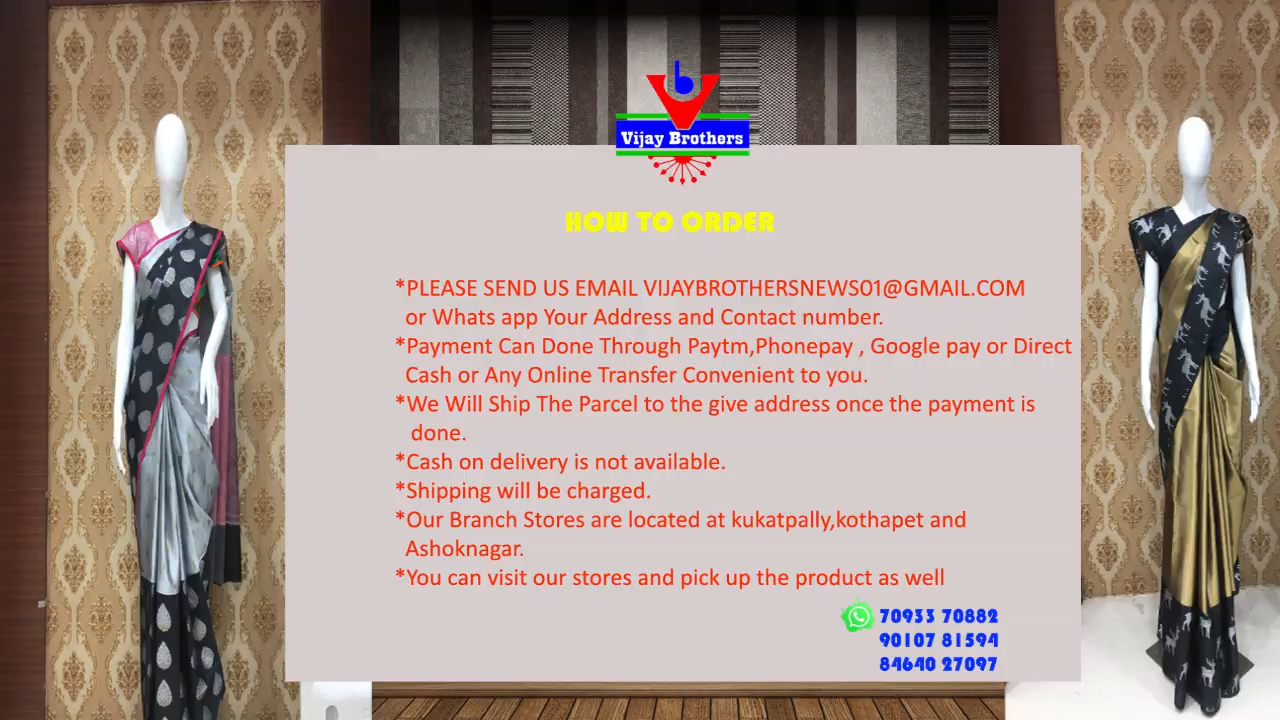 b
Vijay Brothers
HOW TO ORDER
*PLEASE SEND US EMAIL VIJAYBROTHERSNEWS01@GMAIL.COM
or Whats app Your Address and Contact number.
*Payment Can Done Through Paytm,Phonepay , Google pay or Direct
Cash or Any Online Transfer Convenient to you.
*We Will Ship The Parcel to the give address once the payment is
done.
*Cash on delivery is not available.
*Shipping will be charged.
*Our Branch Stores are located at kukatpally,kothapet and
Ashoknagar.
*You can visit our stores and pick up the product as well
70933 70882
90107 81594
84640 27097